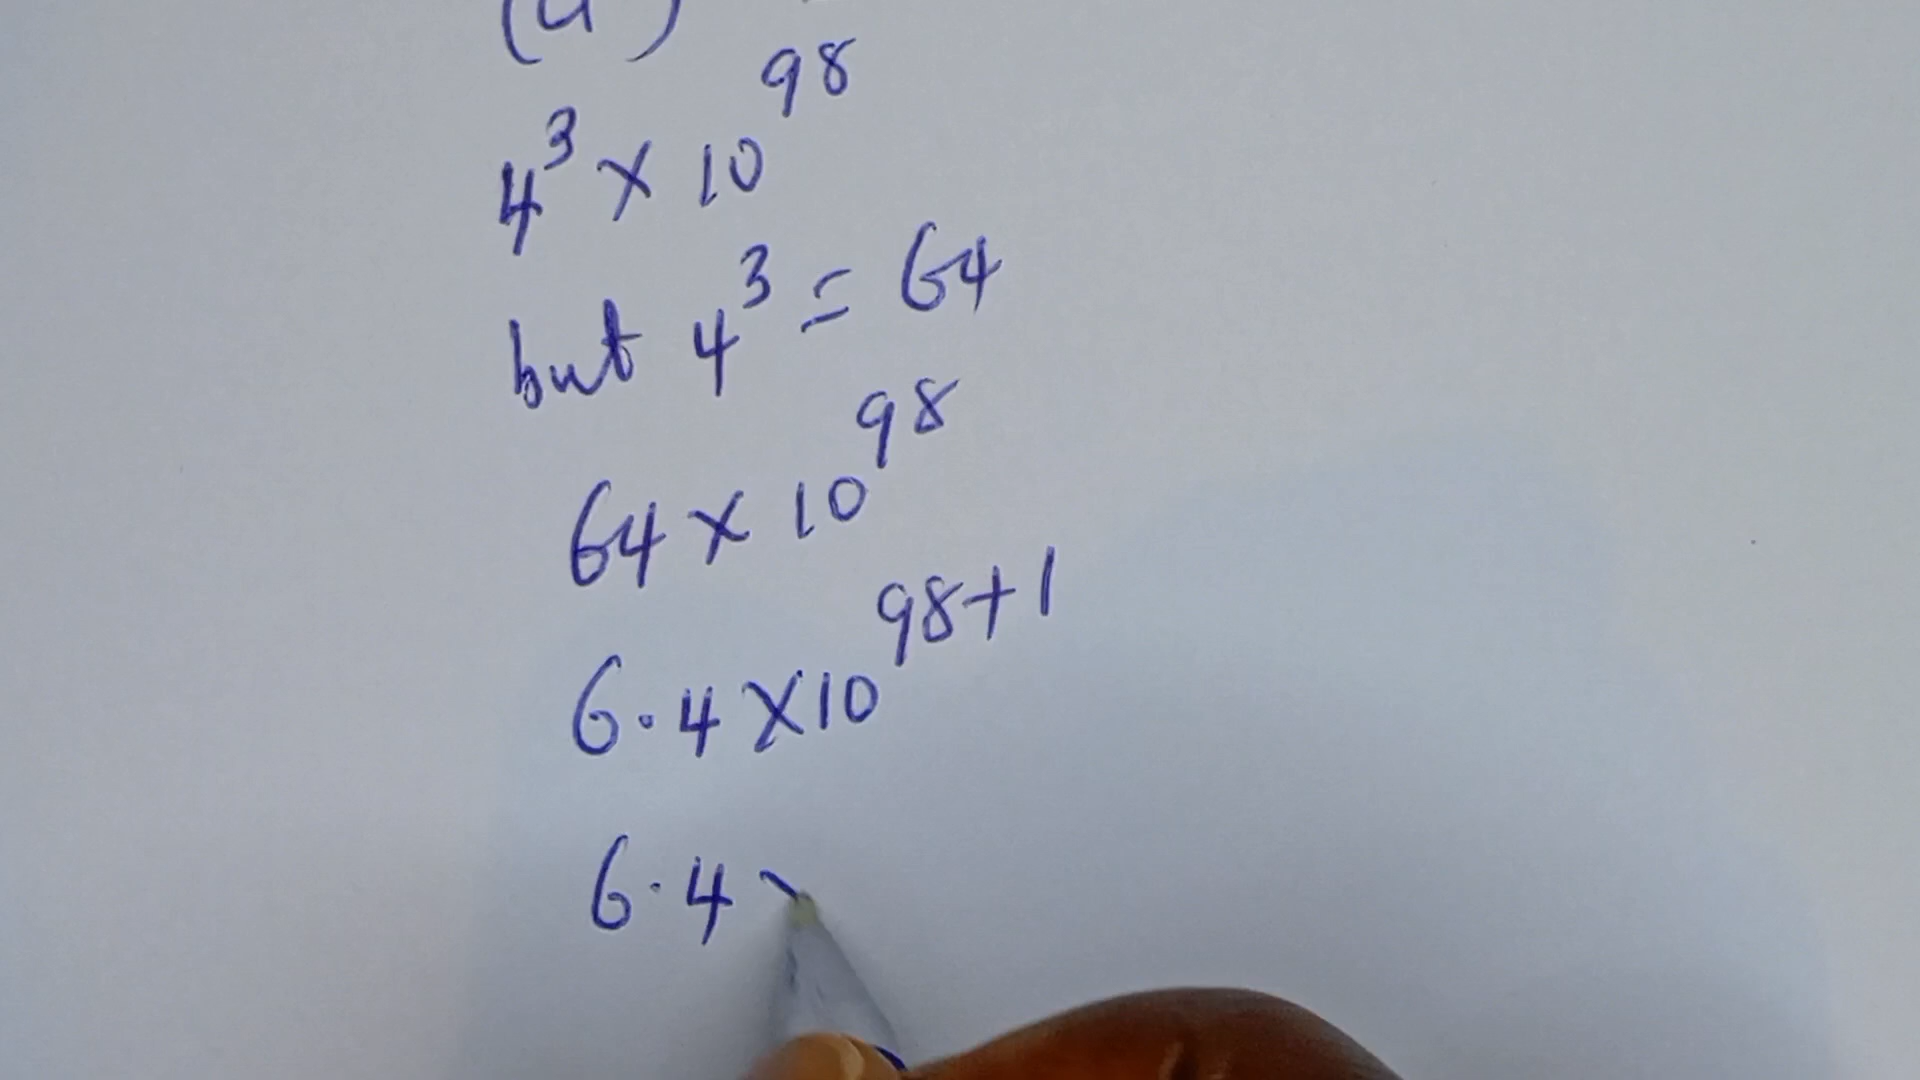 4³ × 10⁹⁸
but 4³ = 64
64 × 10⁹⁸
6.4 × 10⁹⁸⁺¹
6.4